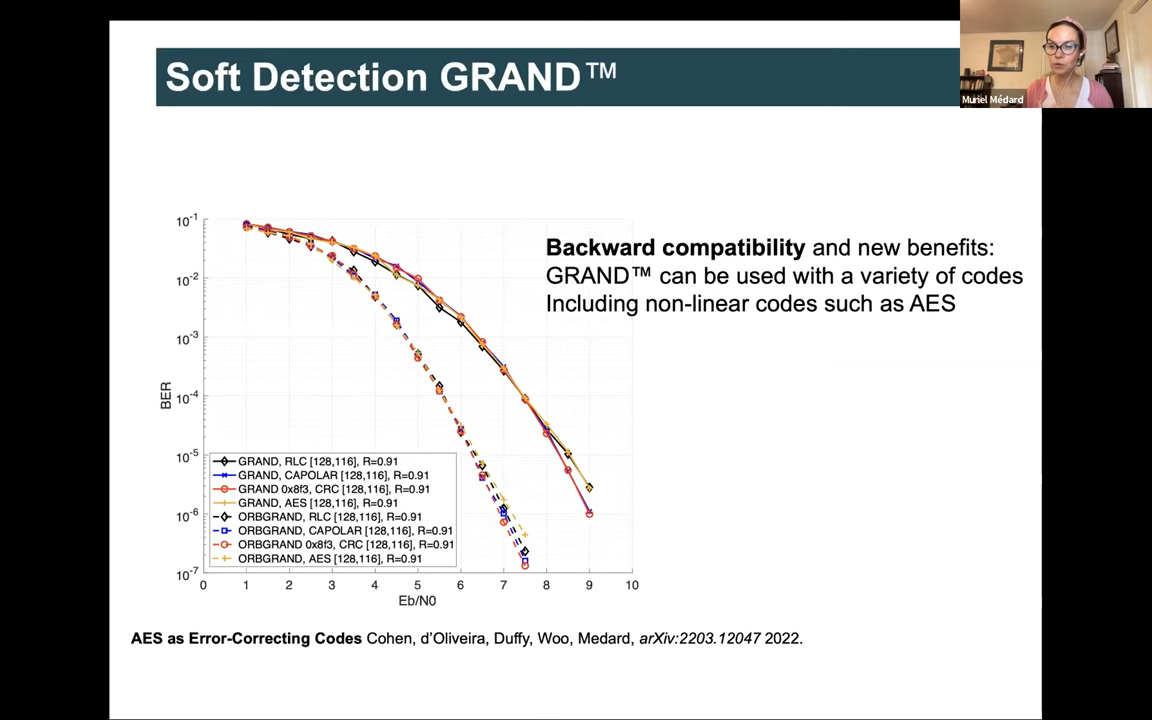 Soft Detection GRAND™
Muriel Médard
Backward compatibility and new benefits:
GRAND™ can be used with a variety of codes
Including non-linear codes such as AES
10^-1
10^-2
10^-3
10^-4
10^-5
10^-6
10^-7
BER
GRAND, RLC [128,116], R=0.91
GRAND, CAPOLAR [128,116], R=0.91
GRAND 0x8f3, CRC [128,116], R=0.91
GRAND, AES [128,116], R=0.91
ORBGRAND, RLC [128,116], R=0.91
ORBGRAND, CAPOLAR [128,116], R=0.91
ORBGRAND 0x8f3, CRC [128,116], R=0.91
ORBGRAND, AES [128,116], R=0.91
0 1 2 3 4 5 6 7 8 9 10
Eb/N0
AES as Error-Correcting Codes Cohen, d’Oliveira, Duffy, Woo, Medard, arXiv:2203.12047 2022.